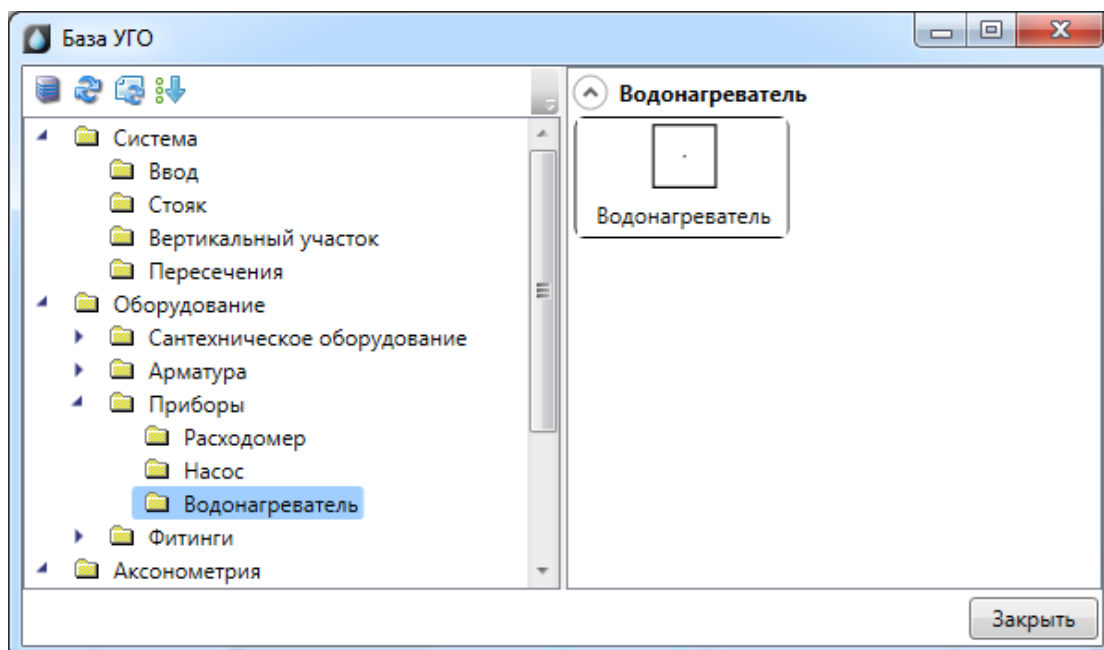 База УГО
Система
Ввод
Стояк
Вертикальный участок
Пересечения
Оборудование
Сантехническое оборудование
Арматура
Приборы
Расходомер
Насос
Водонагреватель
Фитинги
Аксонометрия
Водонагреватель
Водонагреватель
Закрыть